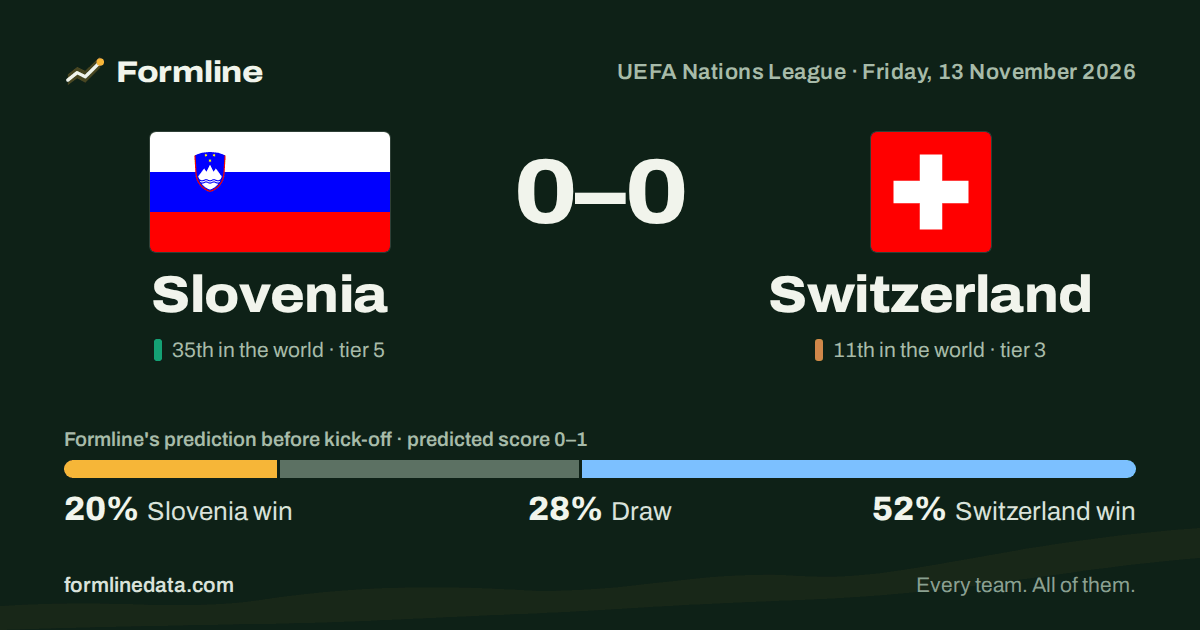 Formline
UEFA Nations League · Friday, 13 November 2026
0–0
Slovenia
Switzerland
35th in the world · tier 5
11th in the world · tier 3
Formline's prediction before kick-off · predicted score 0–1
20% Slovenia win
28% Draw
52% Switzerland win
formlinedata.com
Every team. All of them.